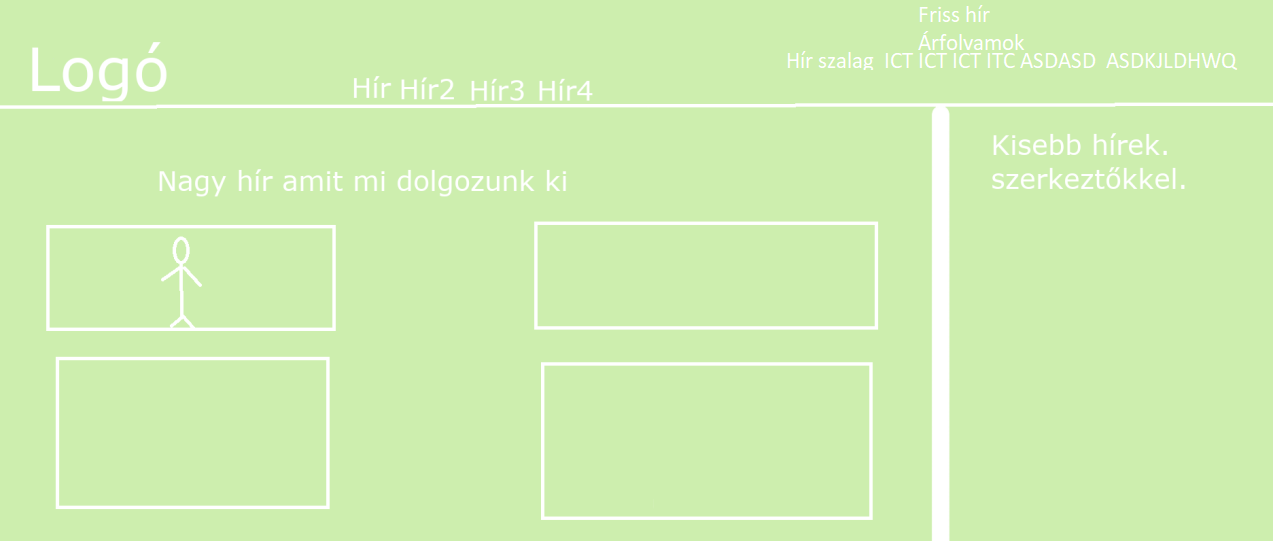 Friss hír
Árfolyamok
Hír szalag ICT ICT ICT ITC ASDASD ASDKJLDHWQ
Logó
Hír Hír2 Hír3 Hír4
Nagy hír amit mi dolgozunk ki
Kisebb hírek.
szerkeztőkkel.